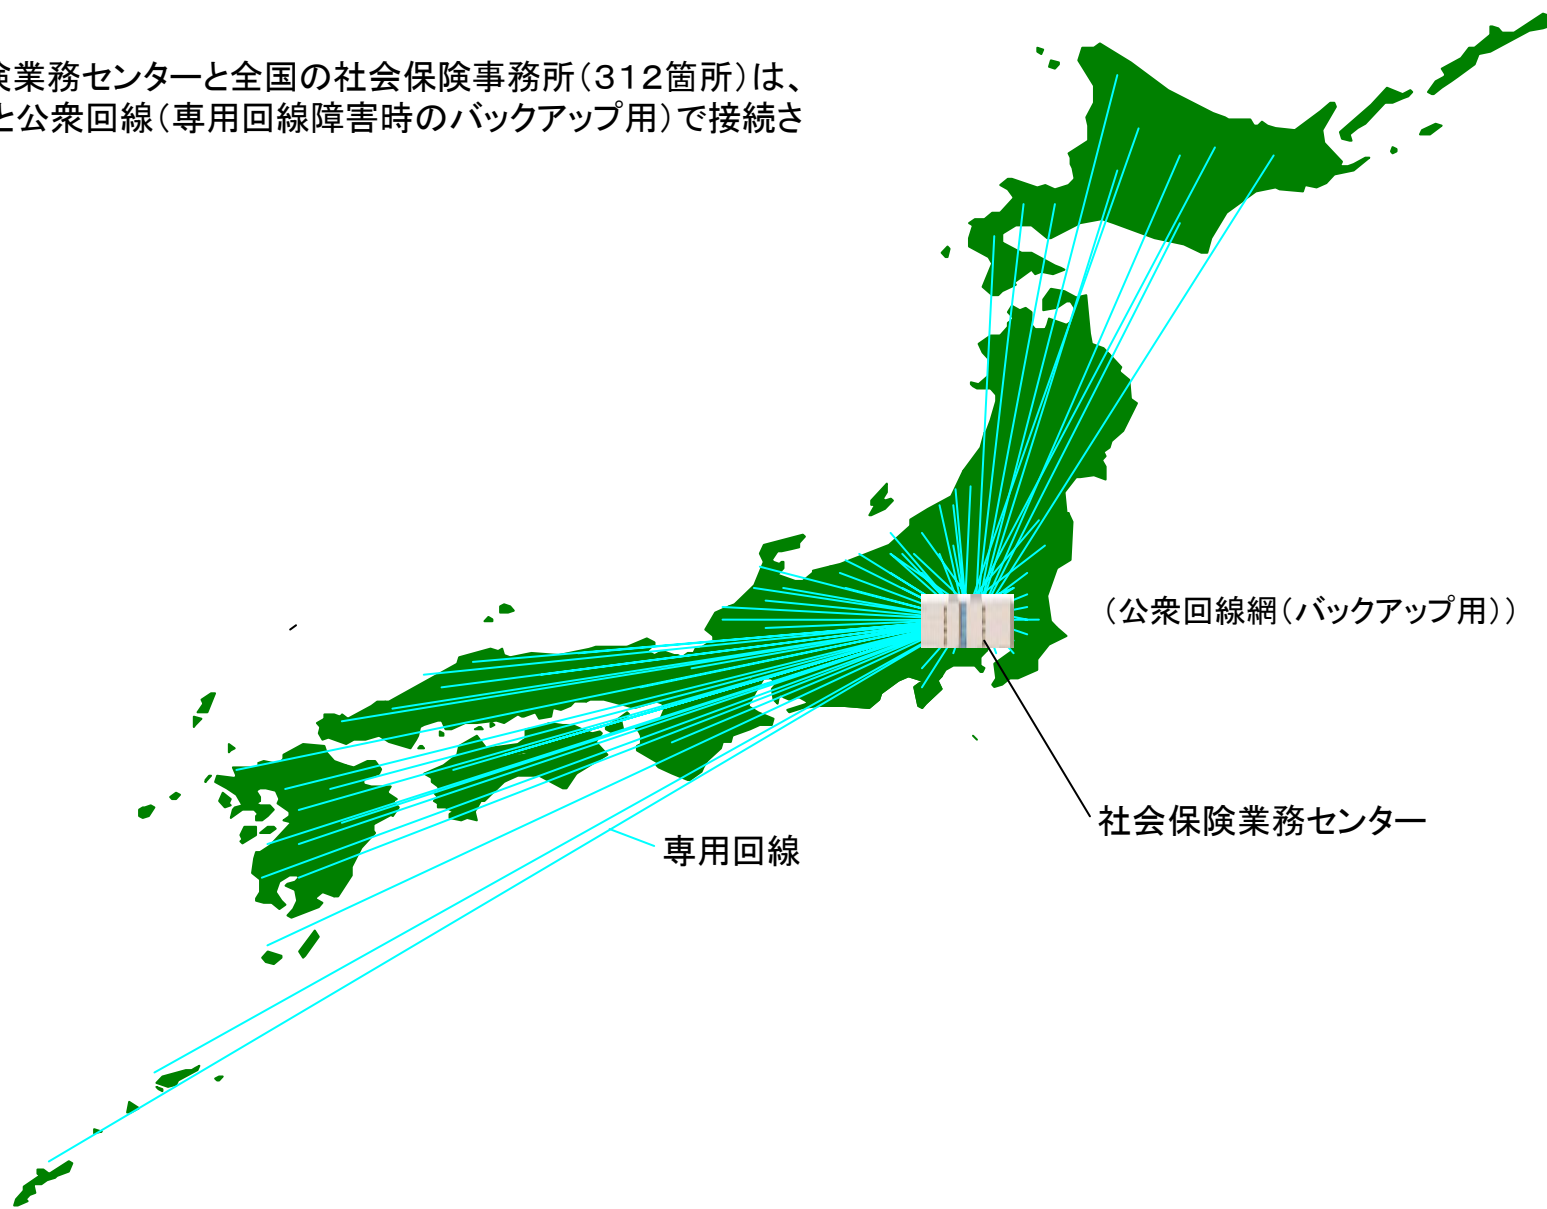 険業務センターと全国の社会保険事務所（３１２箇所）は、
と公衆回線（専用回線障害時のバックアップ用）で接続さ
（公衆回線網（バックアップ用））
社会保険業務センター
専用回線